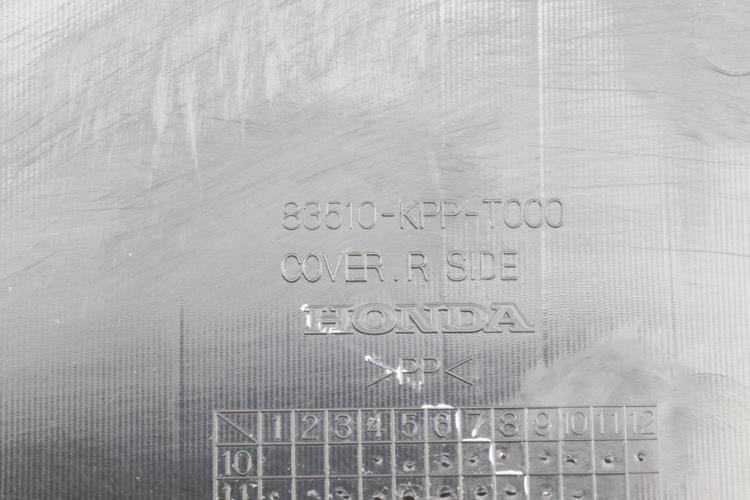 83510-KPP-T000
COVER.R SIDE
HONDA
>PP<
1 2 3 4 5 6 7 8 9 10 11 12
10
11